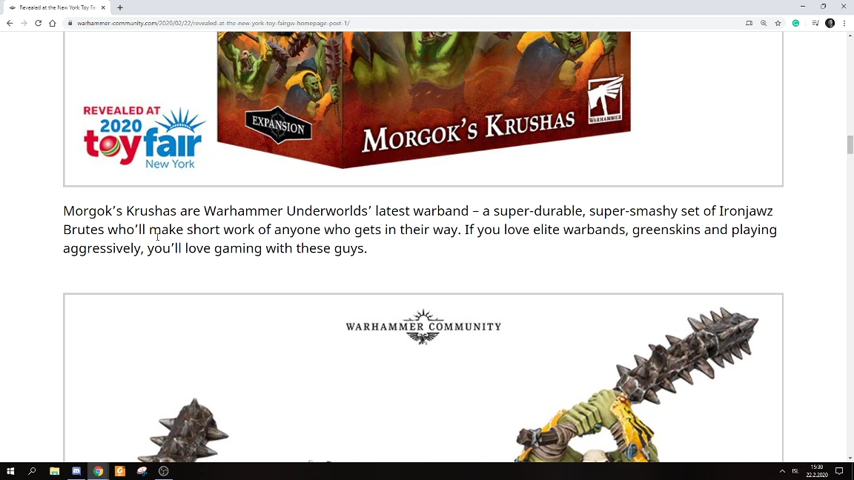 Revealed at the New York Toy Fa
warhammer-community.com/2020/02/22/revealed-at-the-new-york-toy-fairgw-homepage-post-1/
REVEALED AT
2020
toyfair
New York
EXPANSION
MORGOK'S KRUSHAS
WARHAMMER
Morgok's Krushas are Warhammer Underworlds' latest warband – a super-durable, super-smashy set of Ironjawz
Brutes who'll make short work of anyone who gets in their way. If you love elite warbands, greenskins and playing
aggressively, you'll love gaming with these guys.
WARHAMMER COMMUNITY
ISL
15:30
22.2.2020